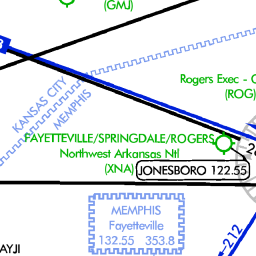 (GMJ)
KANSAS CITY
MEMPHIS
Rogers Exec - C
(ROG)
FAYETTEVILLE/SPRINGDALE/ROGERS
Northwest Arkansas Ntl
(XNA)
JONESBORO 122.55
MEMPHIS
Fayetteville
132.55 353.8
-212
AYJI